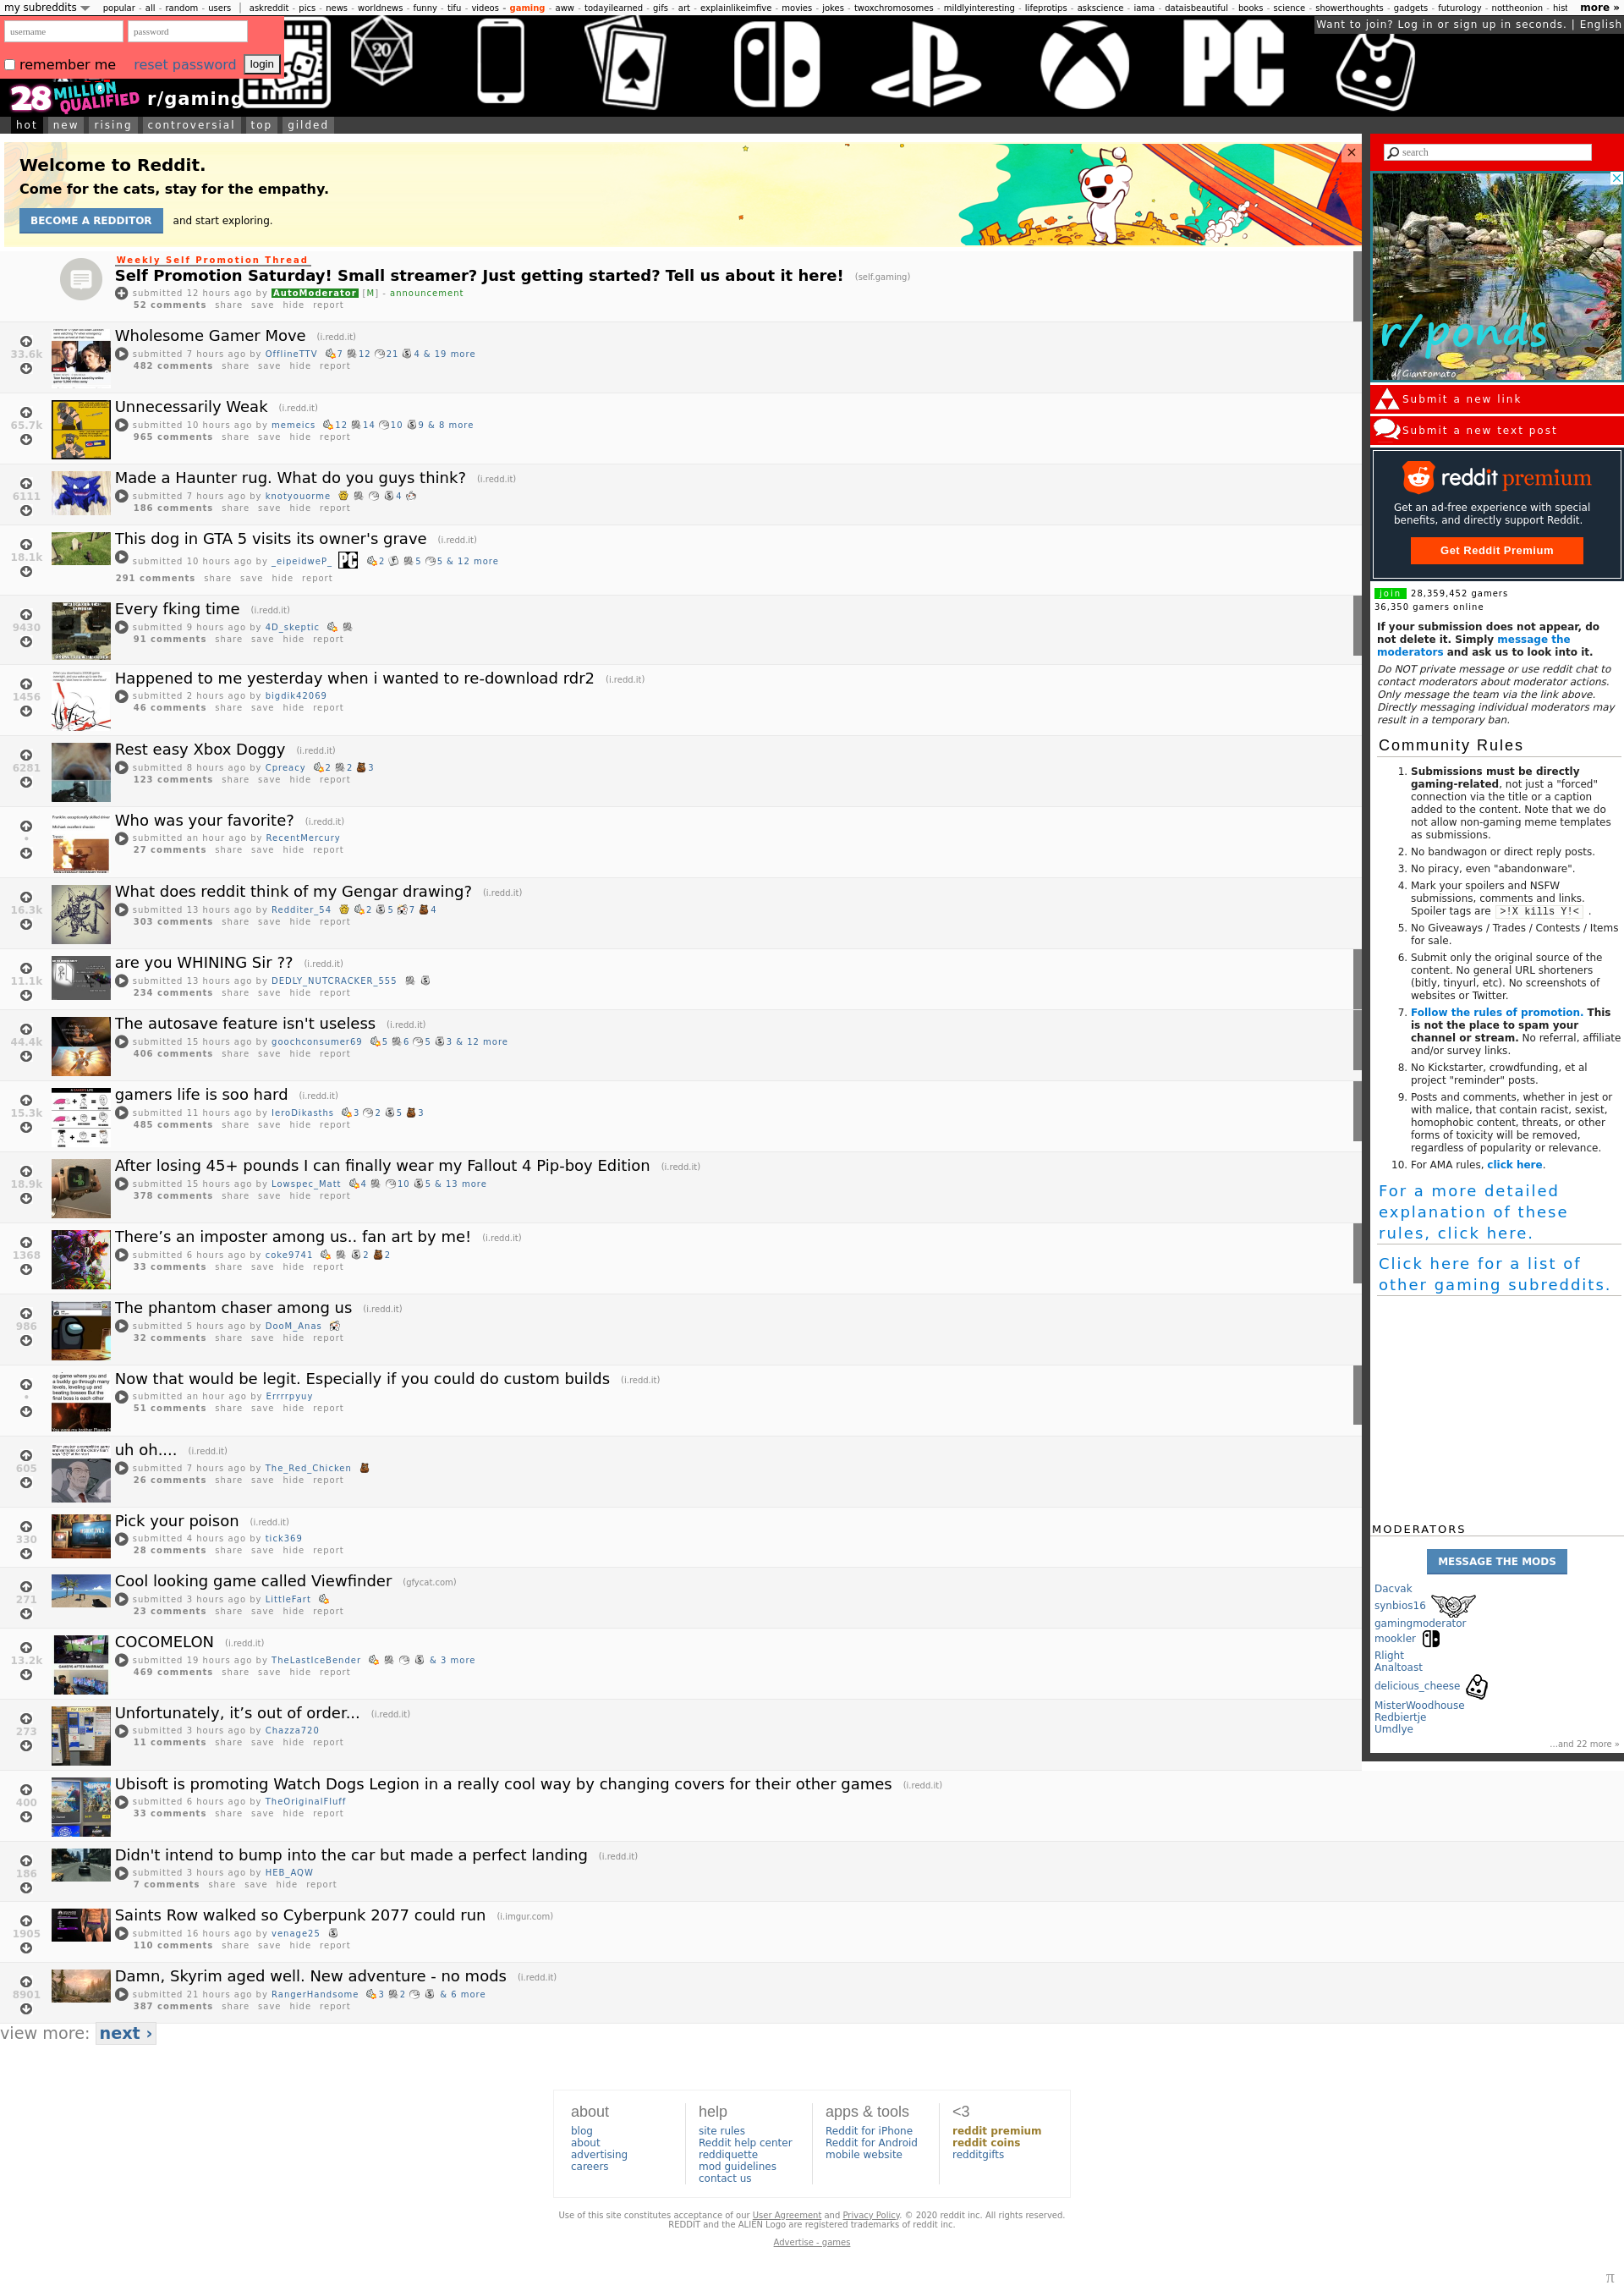 my subreddits
popular - all - random - users | askreddit - pics - news - worldnews - funny - tifu - videos - gaming - aww - todayilearned - gifs - art - explainlikeimfive - movies - jokes - twoxchromosomes - mildlyinteresting - lifeprotips - askscience - iama - dataisbeautiful - books - science - showerthoughts - gadgets - futurology - nottheonion - hist
more »
username
password
remember me
reset password
login
Want to join? Log in or sign up in seconds. | English
20
PC
28 MILLION QUALIFIED
r/gaming
hot
new
rising
controversial
top
gilded
Welcome to Reddit.
Come for the cats, stay for the empathy.
BECOME A REDDITOR
and start exploring.
Weekly Self Promotion Thread
Self Promotion Saturday! Small streamer? Just getting started? Tell us about it here! (self.gaming)
submitted 12 hours ago by AutoModerator [M] - announcement
52 comments share save hide report
33.6k
Wholesome Gamer Move (i.redd.it)
submitted 7 hours ago by OfflineTTV 7 12 21 4 & 19 more
482 comments share save hide report
65.7k
Unnecessarily Weak (i.redd.it)
submitted 10 hours ago by memeics 12 14 10 9 & 8 more
965 comments share save hide report
6111
Made a Haunter rug. What do you guys think? (i.redd.it)
submitted 7 hours ago by knotyouorme 4
186 comments share save hide report
18.1k
This dog in GTA 5 visits its owner's grave (i.redd.it)
submitted 10 hours ago by _eipeidweP_ 2 5 5 & 12 more
291 comments share save hide report
9430
Every fking time (i.redd.it)
submitted 9 hours ago by 4D_skeptic
91 comments share save hide report
1456
Happened to me yesterday when i wanted to re-download rdr2 (i.redd.it)
submitted 2 hours ago by bigdik42069
46 comments share save hide report
6281
Rest easy Xbox Doggy (i.redd.it)
submitted 8 hours ago by Cpreacy 2 2 3
123 comments share save hide report
•
Who was your favorite? (i.redd.it)
submitted an hour ago by RecentMercury
27 comments share save hide report
16.3k
What does reddit think of my Gengar drawing? (i.redd.it)
submitted 13 hours ago by Redditer_54 2 5 7 4
303 comments share save hide report
11.1k
are you WHINING Sir ?? (i.redd.it)
submitted 13 hours ago by DEDLY_NUTCRACKER_555
234 comments share save hide report
44.4k
The autosave feature isn't useless (i.redd.it)
submitted 15 hours ago by goochconsumer69 5 6 5 3 & 12 more
406 comments share save hide report
15.3k
gamers life is soo hard (i.redd.it)
submitted 11 hours ago by IeroDikasths 3 2 5 3
485 comments share save hide report
18.9k
After losing 45+ pounds I can finally wear my Fallout 4 Pip-boy Edition (i.redd.it)
submitted 15 hours ago by Lowspec_Matt 4 10 5 & 13 more
378 comments share save hide report
1368
There’s an imposter among us.. fan art by me! (i.redd.it)
submitted 6 hours ago by coke9741 2 2
33 comments share save hide report
986
The phantom chaser among us (i.redd.it)
submitted 5 hours ago by DooM_Anas
32 comments share save hide report
•
Now that would be legit. Especially if you could do custom builds (i.redd.it)
submitted an hour ago by Errrrpyuy
51 comments share save hide report
605
uh oh.... (i.redd.it)
submitted 7 hours ago by The_Red_Chicken
26 comments share save hide report
330
Pick your poison (i.redd.it)
submitted 4 hours ago by tick369
28 comments share save hide report
271
Cool looking game called Viewfinder (gfycat.com)
submitted 3 hours ago by LittleFart
23 comments share save hide report
13.2k
COCOMELON (i.redd.it)
submitted 19 hours ago by TheLastIceBender & 3 more
469 comments share save hide report
273
Unfortunately, it’s out of order... (i.redd.it)
submitted 3 hours ago by Chazza720
11 comments share save hide report
400
Ubisoft is promoting Watch Dogs Legion in a really cool way by changing covers for their other games (i.redd.it)
submitted 6 hours ago by TheOriginalFluff
33 comments share save hide report
186
Didn't intend to bump into the car but made a perfect landing (i.redd.it)
submitted 3 hours ago by HEB_AQW
7 comments share save hide report
1905
Saints Row walked so Cyberpunk 2077 could run (i.imgur.com)
submitted 16 hours ago by venage25
110 comments share save hide report
8901
Damn, Skyrim aged well. New adventure - no mods (i.redd.it)
submitted 21 hours ago by RangerHandsome 3 2 & 6 more
387 comments share save hide report
view more: next ›
search
r/ponds
u/Giantomato
Submit a new link
Submit a new text post
reddit premium
Get an ad-free experience with special
benefits, and directly support Reddit.
Get Reddit Premium
join 28,359,452 gamers
36,350 gamers online
If your submission does not appear, do
not delete it. Simply message the
moderators and ask us to look into it.
Do NOT private message or use reddit chat to
contact moderators about moderator actions.
Only message the team via the link above.
Directly messaging individual moderators may
result in a temporary ban.
Community Rules
1. Submissions must be directly
gaming-related, not just a "forced"
connection via the title or a caption
added to the content. Note that we do
not allow non-gaming meme templates
as submissions.
2. No bandwagon or direct reply posts.
3. No piracy, even "abandonware".
4. Mark your spoilers and NSFW
submissions, comments and links.
Spoiler tags are >!X kills Y!< .
5. No Giveaways / Trades / Contests / Items
for sale.
6. Submit only the original source of the
content. No general URL shorteners
(bitly, tinyurl, etc). No screenshots of
websites or Twitter.
7. Follow the rules of promotion. This
is not the place to spam your
channel or stream. No referral, affiliate
and/or survey links.
8. No Kickstarter, crowdfunding, et al
project "reminder" posts.
9. Posts and comments, whether in jest or
with malice, that contain racist, sexist,
homophobic content, threats, or other
forms of toxicity will be removed,
regardless of popularity or relevance.
10. For AMA rules, click here.
For a more detailed
explanation of these
rules, click here.
Click here for a list of
other gaming subreddits.
MODERATORS
MESSAGE THE MODS
Dacvak
synbios16
gamingmoderator
mookler
Rlight
Analtoast
delicious_cheese
MisterWoodhouse
Redbiertje
Umdlye
...and 22 more »
about
blog
about
advertising
careers
help
site rules
Reddit help center
reddiquette
mod guidelines
contact us
apps & tools
Reddit for iPhone
Reddit for Android
mobile website
<3
reddit premium
reddit coins
redditgifts
Use of this site constitutes acceptance of our User Agreement and Privacy Policy. © 2020 reddit inc. All rights reserved.
REDDIT and the ALIEN Logo are registered trademarks of reddit inc.
Advertise - games
π